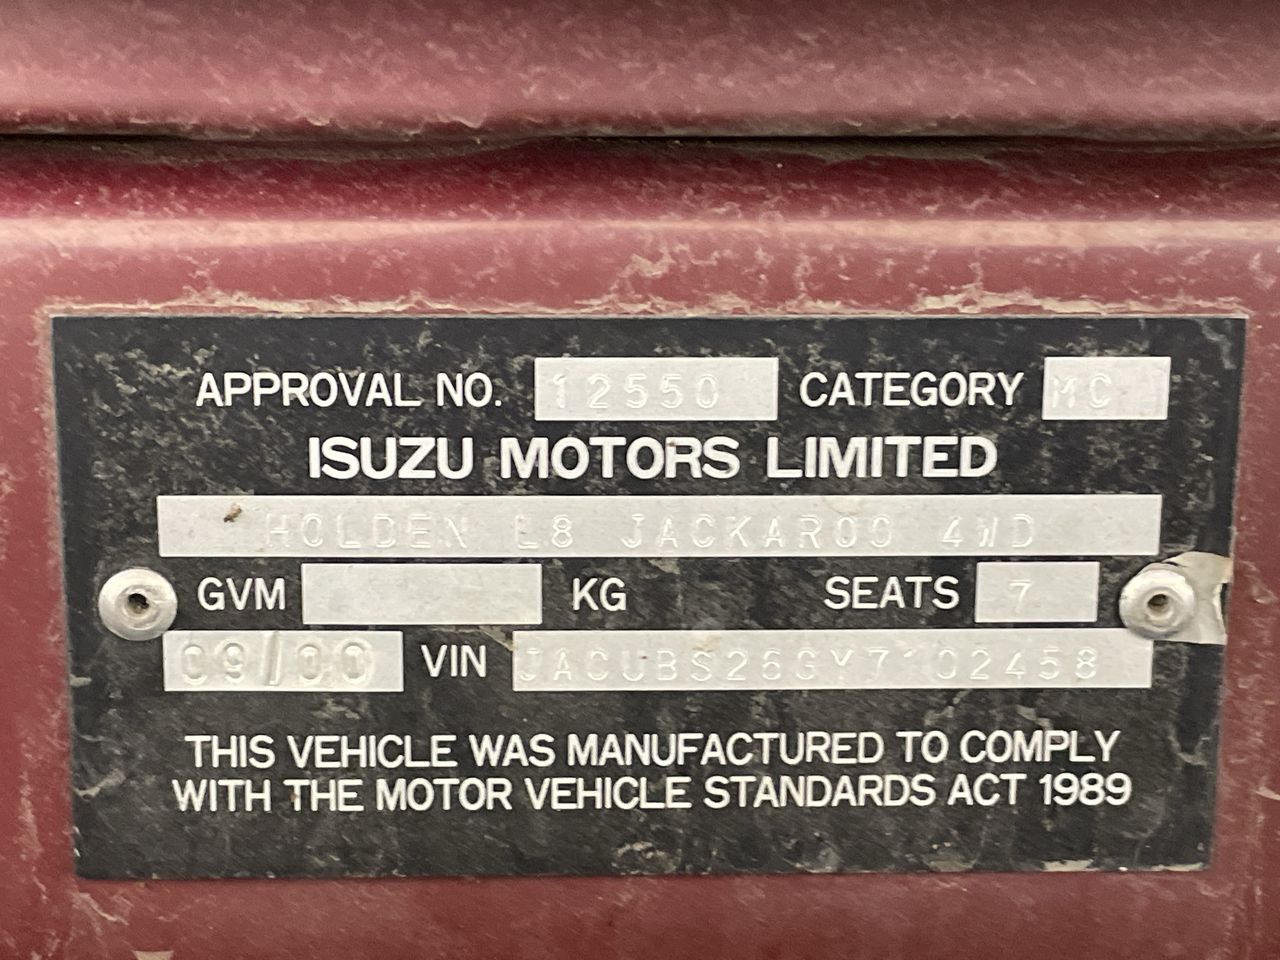 APPROVAL NO. 12550 CATEGORY MC
ISUZU MOTORS LIMITED
HOLDEN L8 JACKAROO 4WD
GVM KG SEATS 7
09/00 VIN JACUBS26GY7102458
THIS VEHICLE WAS MANUFACTURED TO COMPLY
WITH THE MOTOR VEHICLE STANDARDS ACT 1989